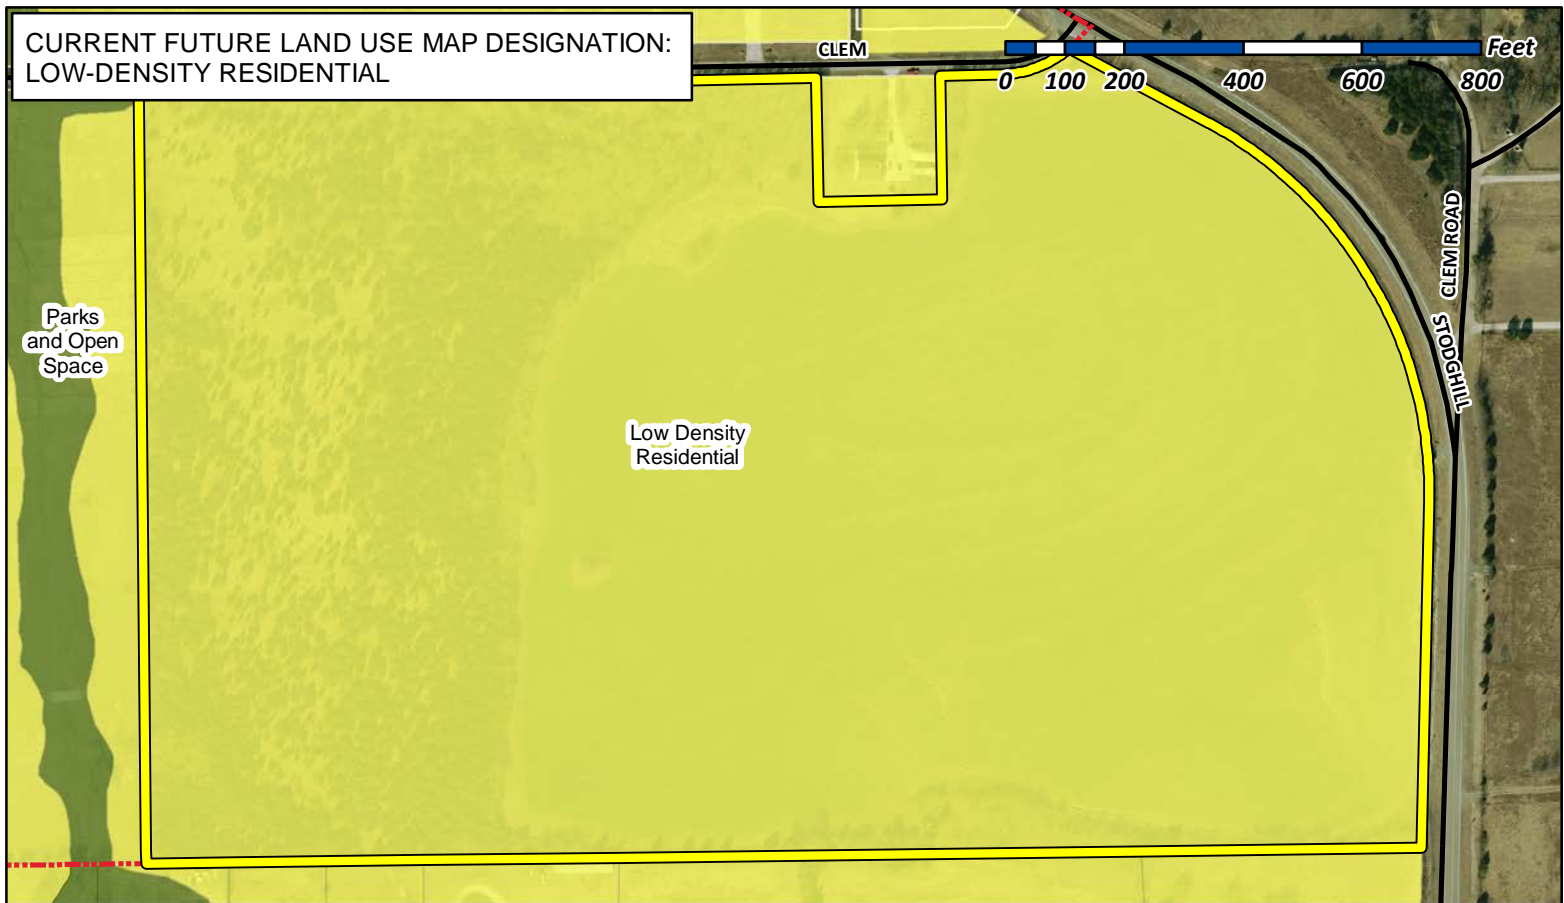 CURRENT FUTURE LAND USE MAP DESIGNATION:
LOW-DENSITY RESIDENTIAL
CLEM
Feet
0 100 200 400 600 800
CLEM ROAD
STODGHILL
Parks
and Open
Space
Low Density
Residential